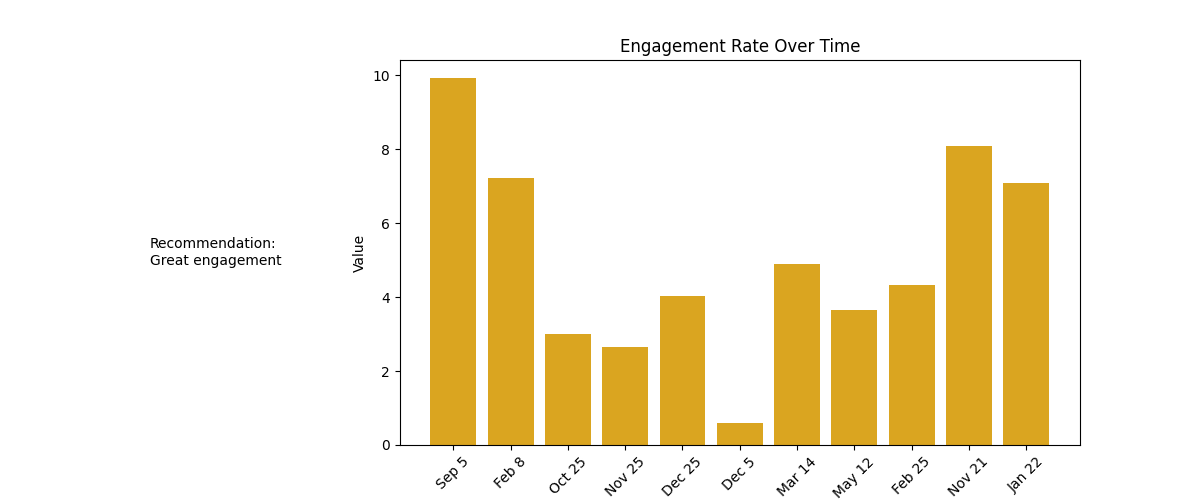 Engagement Rate Over Time
Recommendation:
Great engagement
Value
10
8
6
4
2
0
Sep 5
Feb 8
Oct 25
Nov 25
Dec 25
Dec 5
Mar 14
May 12
Feb 25
Nov 21
Jan 22